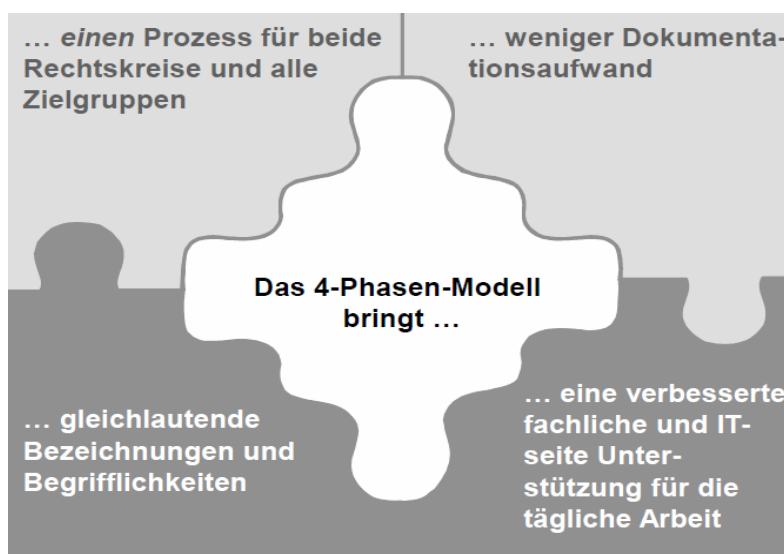 … einen Prozess für beide
Rechtskreise und alle
Zielgruppen
… weniger Dokumenta-
tionsaufwand
Das 4-Phasen-Modell
bringt …
… gleichlautende
Bezeichnungen und
Begrifflichkeiten
… eine verbesserte
fachliche und IT-
seite Unter-
stützung für die
tägliche Arbeit